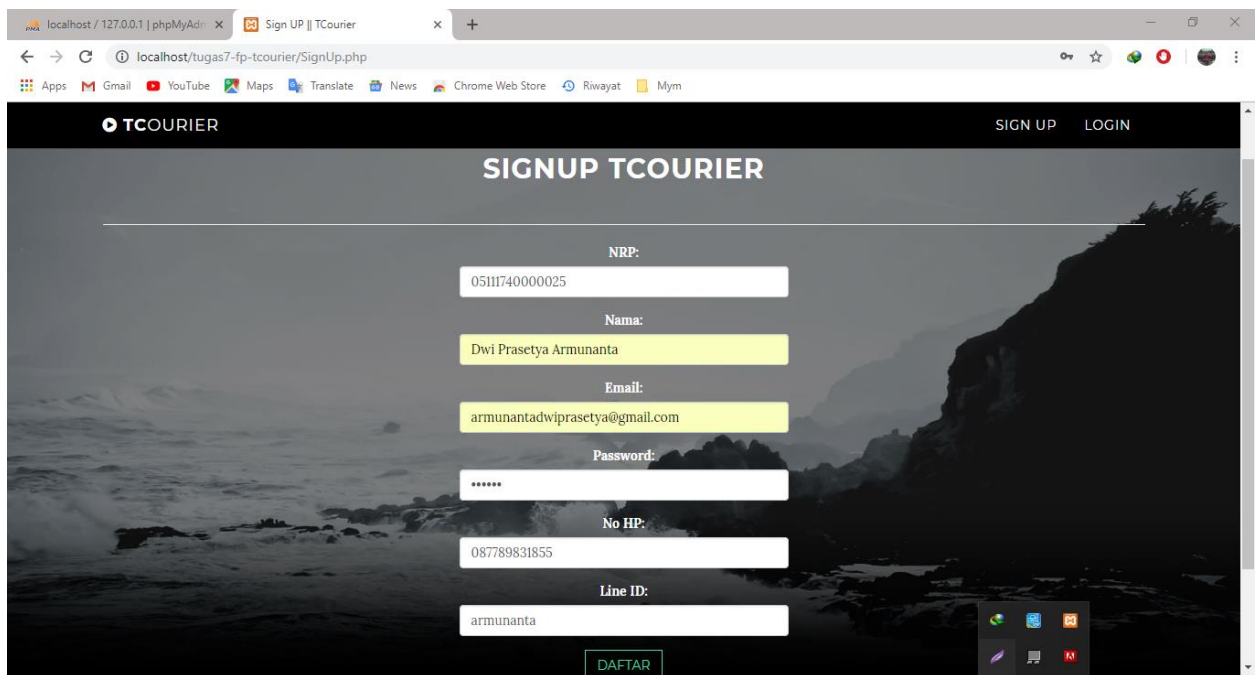 localhost / 127.0.0.1 | phpMyAdm
Sign UP || TCourier
localhost/tugas7-fp-tcourier/SignUp.php
Apps Gmail YouTube Maps Translate News Chrome Web Store Riwayat Mym
TCOURIER SIGN UP LOGIN
SIGNUP TCOURIER
NRP:
05111740000025
Nama:
Dwi Prasetya Armunanta
Email:
armunantadwiprasetya@gmail.com
Password:
••••••
No HP:
087789831855
Line ID:
armunanta
DAFTAR